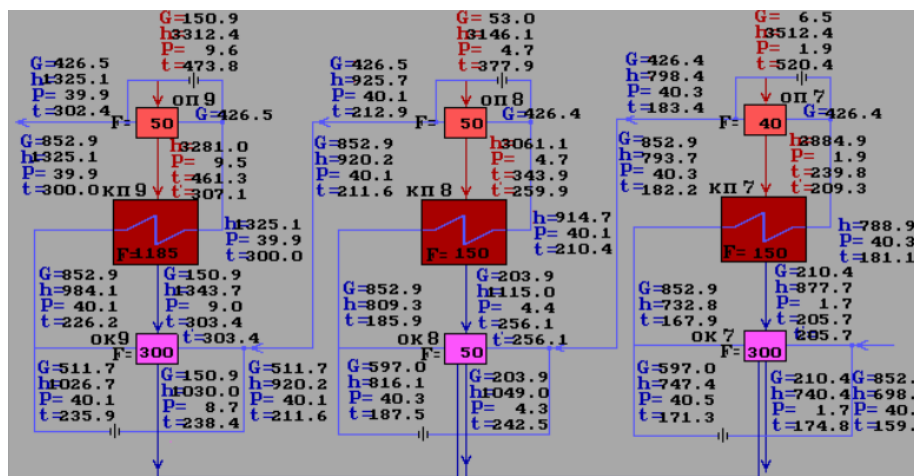 G=150.9
h=3312.4
P= 9.6
t=473.8
G=426.5
h=1325.1
P= 39.9
t=302.4
ОП 9
F= 50
G=426.5
G=852.9
h=1325.1
P= 39.9
t=300.0
h=3281.0
P= 9.5
t=461.3
t'=307.1
КП 9
F=1185
h=1325.1
P= 39.9
t=300.0
G=852.9
h=984.1
P= 40.1
t=226.2
G=150.9
h=1343.7
P= 9.0
t=303.4
t'=303.4
ОК 9
F= 300
G=511.7
h=1026.7
P= 40.1
t=235.9
G=150.9
h=1030.0
P= 8.7
t=238.4
G=511.7
h=920.2
P= 40.1
t=211.6
G= 53.0
h=3146.1
P= 4.7
t=377.9
G=426.5
h=925.7
P= 40.1
t=212.9
ОП 8
F= 50
G=426.4
G=852.9
h=920.2
P= 40.1
t=211.6
h=3061.1
P= 4.7
t=343.9
t'=259.9
КП 8
F=150
h=914.7
P= 40.1
t=210.4
G=852.9
h=809.3
P= 40.1
t=185.9
G=203.9
h=1115.0
P= 4.4
t=256.1
t'=256.1
ОК 8
F= 50
G=597.0
h=816.1
P= 40.3
t=187.5
G=203.9
h=1049.0
P= 4.3
t=242.5
G= 6.5
h=3512.4
P= 1.9
t=520.4
G=426.4
h=798.4
P= 40.3
t=183.4
ОП 7
F= 40
G=426.4
G=852.9
h=793.7
P= 40.3
t=182.2
h=2884.9
P= 1.9
t=239.8
t'=209.3
КП 7
F=150
h=788.9
P= 40.3
t=181.1
G=852.9
h=732.8
P= 40.3
t=167.9
G=210.4
h=877.7
P= 1.7
t=205.7
t'=205.7
ОК 7
F= 300
G=597.0
h=747.4
P= 40.5
t=171.3
G=210.4
h=740.4
P= 1.7
t=174.8
G=852.
h=698.
P= 40.
t=159.